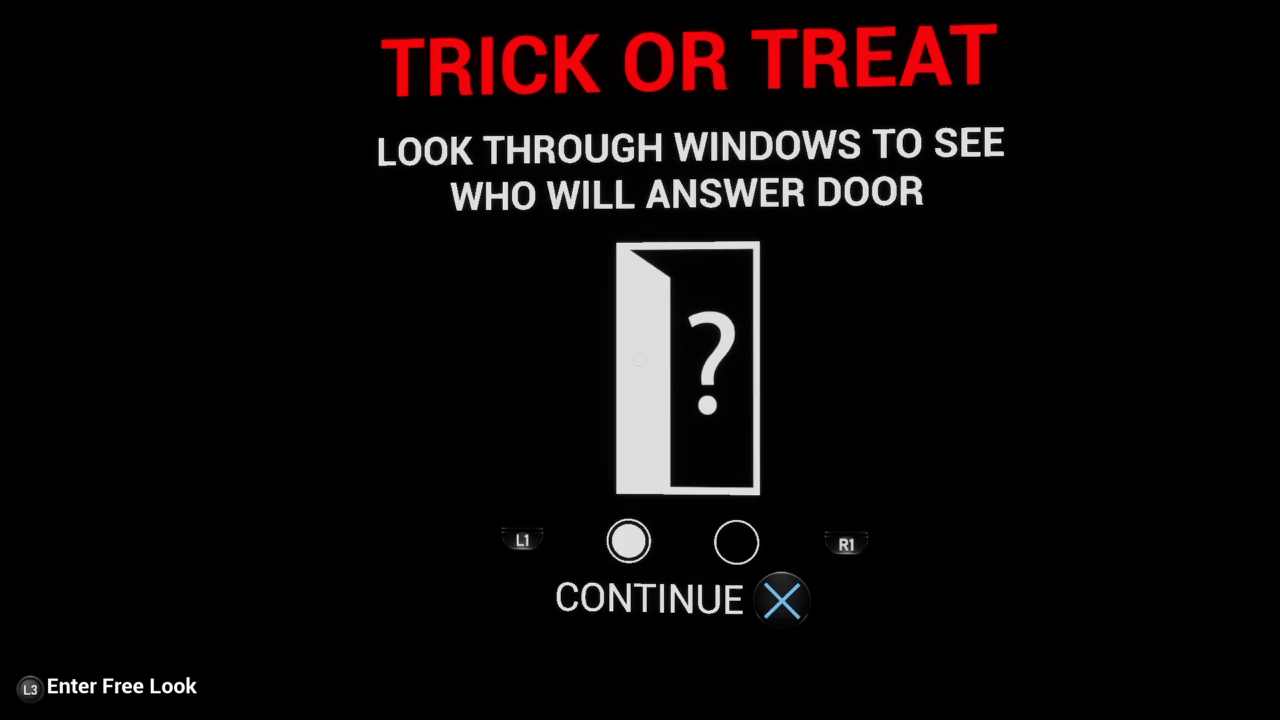 TRICK OR TREAT
LOOK THROUGH WINDOWS TO SEE
WHO WILL ANSWER DOOR
?
L1
R1
CONTINUE
L3 Enter Free Look